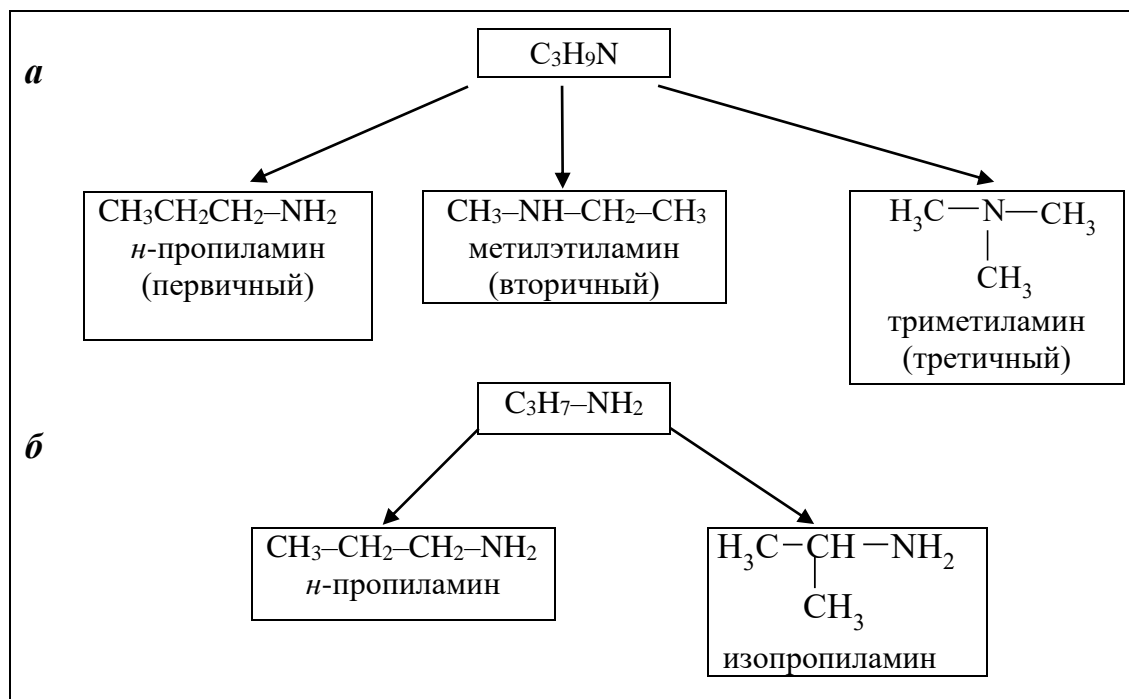 а
C₃H₉N
CH₃CH₂CH₂–NH₂
н-пропиламин
(первичный)
CH₃–NH–CH₂–CH₃
метилэтиламин
(вторичный)
H₃C–N–CH₃
CH₃
триметиламин
(третичный)
б
C₃H₇–NH₂
CH₃–CH₂–CH₂–NH₂
н-пропиламин
H₃C–CH–NH₂
CH₃
изопропиламин